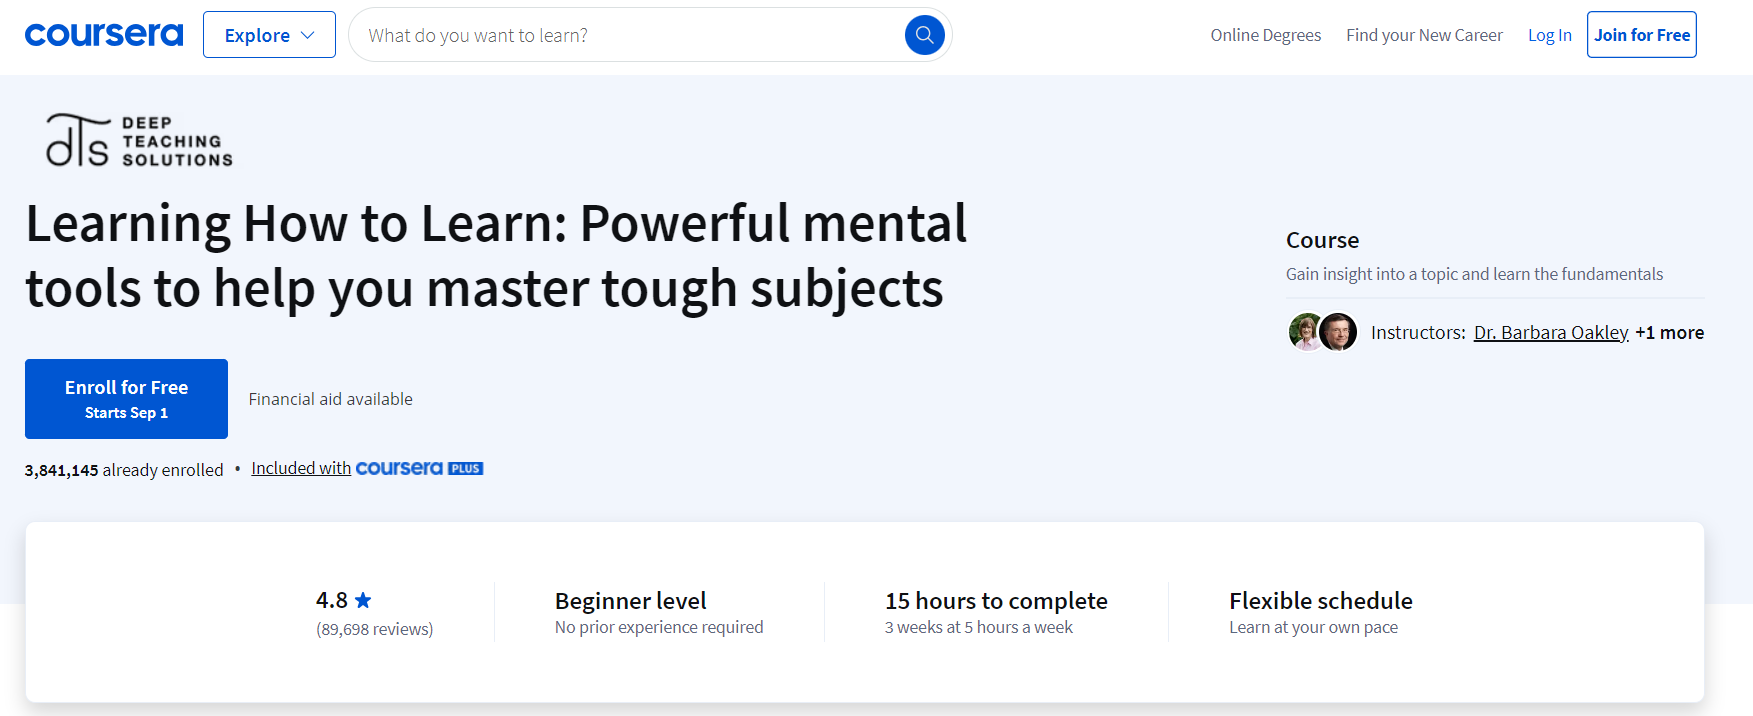 coursera
Explore
What do you want to learn?
Online Degrees
Find your New Career
Log In
Join for Free
dTs
DEEP
TEACHING
SOLUTIONS
Learning How to Learn: Powerful mental
tools to help you master tough subjects
Course
Gain insight into a topic and learn the fundamentals
Instructors: Dr. Barbara Oakley +1 more
Enroll for Free
Starts Sep 1
Financial aid available
3,841,145 already enrolled • Included with coursera PLUS
4.8 ★
(89,698 reviews)
Beginner level
No prior experience required
15 hours to complete
3 weeks at 5 hours a week
Flexible schedule
Learn at your own pace